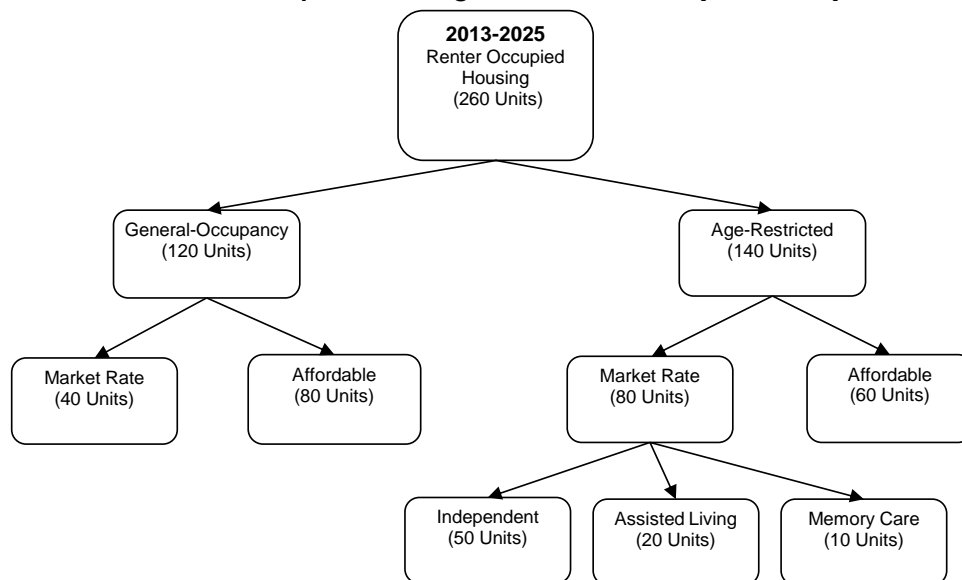 2013-2025
Renter Occupied
Housing
(260 Units)
General-Occupancy
(120 Units)
Age-Restricted
(140 Units)
Market Rate
(40 Units)
Affordable
(80 Units)
Market Rate
(80 Units)
Affordable
(60 Units)
Independent
(50 Units)
Assisted Living
(20 Units)
Memory Care
(10 Units)